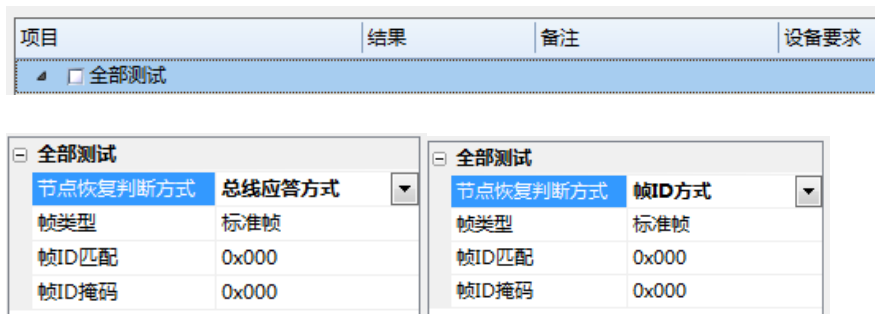 项目 结果 备注 设备要求
全部测试
全部测试
节点恢复判断方式 总线应答方式
帧类型 标准帧
帧ID匹配 0x000
帧ID掩码 0x000
全部测试
节点恢复判断方式 帧ID方式
帧类型 标准帧
帧ID匹配 0x000
帧ID掩码 0x000